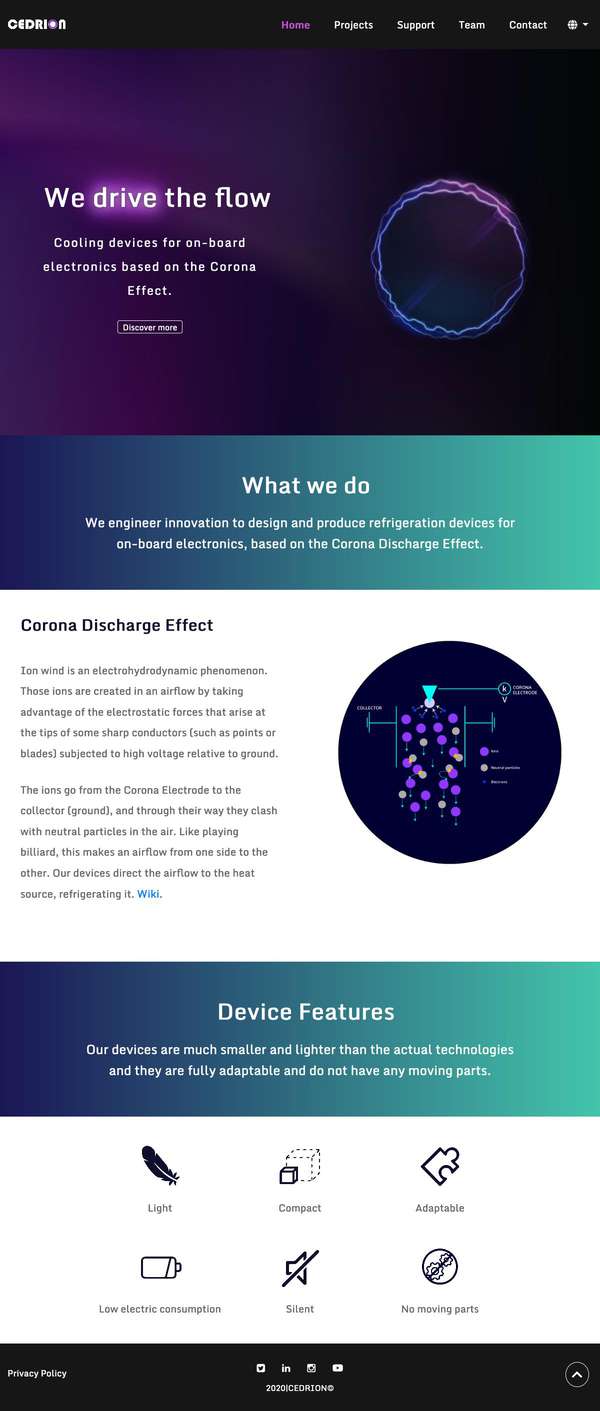 CEDRION
Home Projects Support Team Contact
We drive the flow
Cooling devices for on-board
electronics based on the Corona
Effect.
Discover more
What we do
We engineer innovation to design and produce refrigeration devices for
on-board electronics, based on the Corona Discharge Effect.
Corona Discharge Effect
Ion wind is an electrohydrodynamic phenomenon.
Those ions are created in an airflow by taking
advantage of the electrostatic forces that arise at
the tips of some sharp conductors (such as points or
blades) subjected to high voltage relative to ground.
The ions go from the Corona Electrode to the
collector (ground), and through their way they clash
with neutral particles in the air. Like playing
billiard, this makes an airflow from one side to the
other. Our devices direct the airflow to the heat
source, refrigerating it. Wiki.
k
CORONA
ELECTRODE
V
COLLECTOR
Ions
Neutral particles
Electrons
Device Features
Our devices are much smaller and lighter than the actual technologies
and they are fully adaptable and do not have any moving parts.
Light
Compact
Adaptable
Low electric consumption
Silent
No moving parts
Privacy Policy
2020|CEDRION©